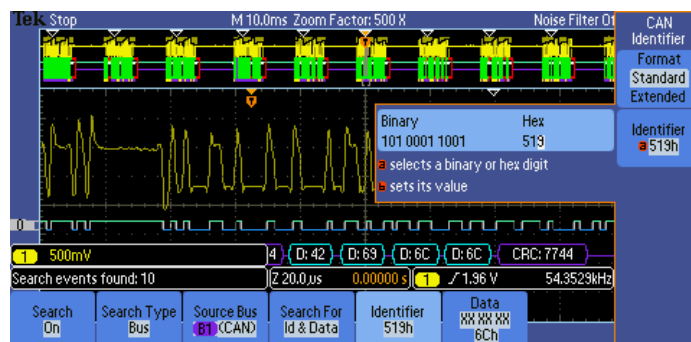 Tek Stop M 10.0ms Zoom Factor: 500 X Noise Filter Of
CAN
Identifier
Format
Standard
Extended
Identifier
a 519h
Binary Hex
101 0001 1001 519
a selects a binary or hex digit
b sets its value
1 500mV
4 D: 42 D: 69 D: 6C D: 6C CRC: 7744
Search events found: 10
Z 20.0µs 0.00000 s 1 1.96 V 54.3529kHz
Search
On
Search Type
Bus
Source Bus
B1 (CAN)
Search For
Id & Data
Identifier
519h
Data
XX XX XX
6Ch